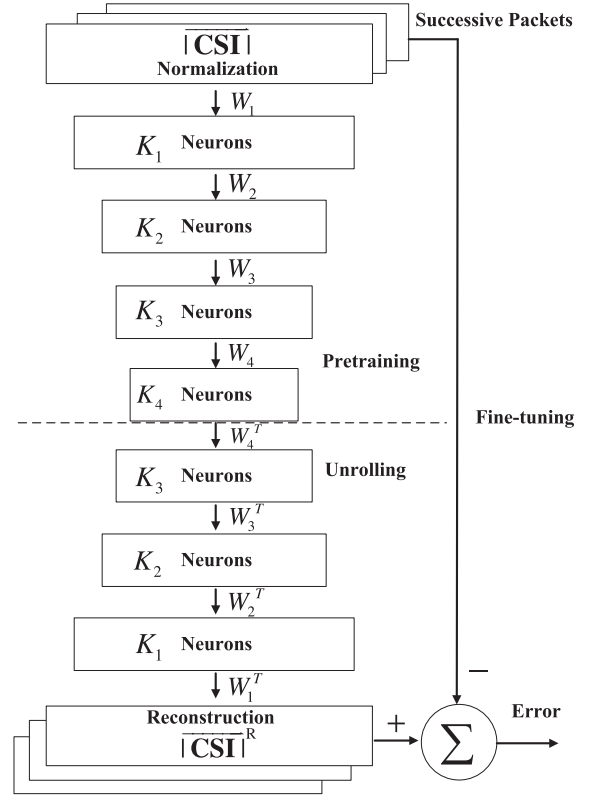 Successive Packets
|CSI|
Normalization
W₁
K₁ Neurons
W₂
K₂ Neurons
W₃
K₃ Neurons
W₄
Pretraining
K₄ Neurons
Fine-tuning
W₄ᵀ
K₃ Neurons
Unrolling
W₃ᵀ
K₂ Neurons
W₂ᵀ
K₁ Neurons
W₁ᵀ
−
Reconstruction
|CSI|ᴿ
+
Σ
Error